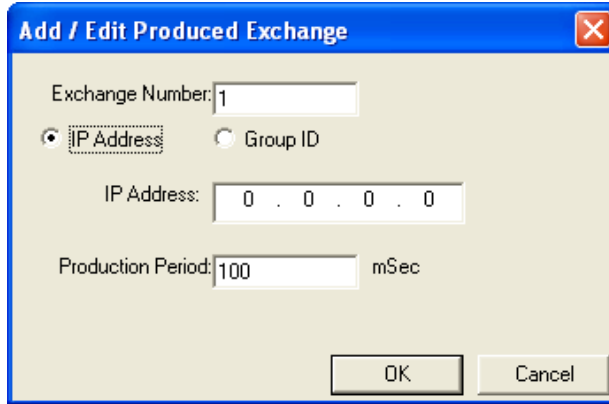 Add / Edit Produced Exchange
Exchange Number: 1
IP Address Group ID
IP Address: 0 . 0 . 0 . 0
Production Period: 100 mSec
OK Cancel